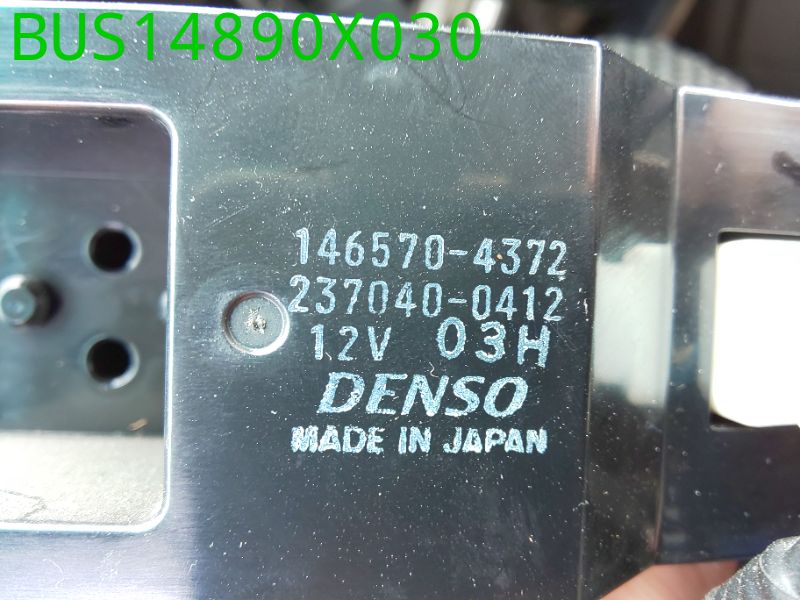 BUS14890X030
146570-4372
237040-0412
12V 03H
DENSO
MADE IN JAPAN